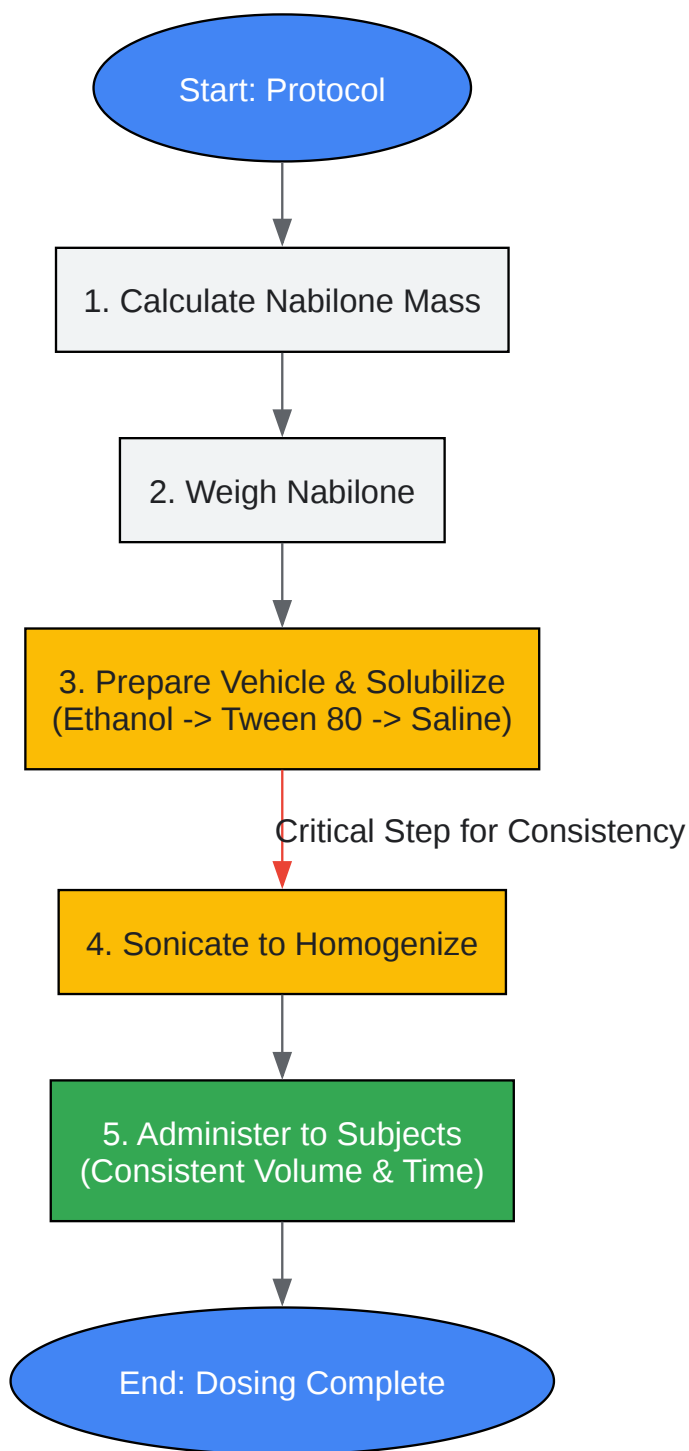 Start: Protocol
1. Calculate Nabilone Mass
2. Weigh Nabilone
3. Prepare Vehicle & Solubilize
(Ethanol -> Tween 80 -> Saline)
Critical Step for Consistency
4. Sonicate to Homogenize
5. Administer to Subjects
(Consistent Volume & Time)
End: Dosing Complete